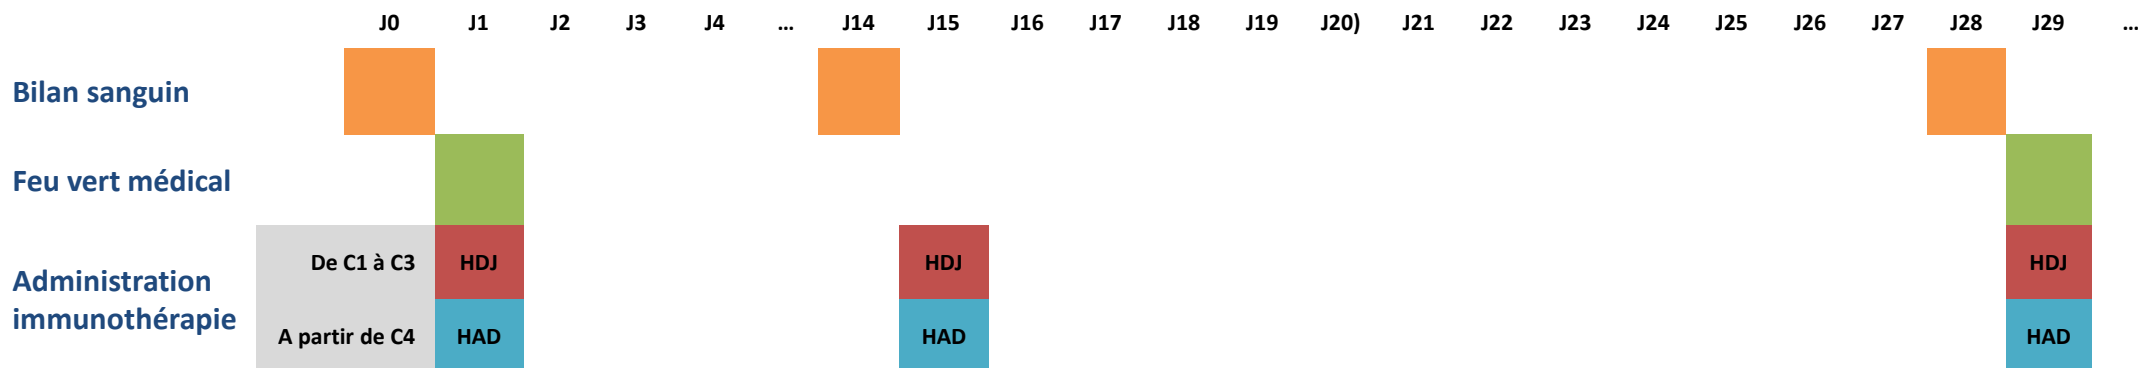 J0 J1 J2 J3 J4 ... J14 J15 J16 J17 J18 J19 J20) J21 J22 J23 J24 J25 J26 J27 J28 J29 ...
Bilan sanguin
Feu vert médical
Administration
immunothérapie
De C1 à C3 HDJ HDJ HDJ
A partir de C4 HAD HAD HAD